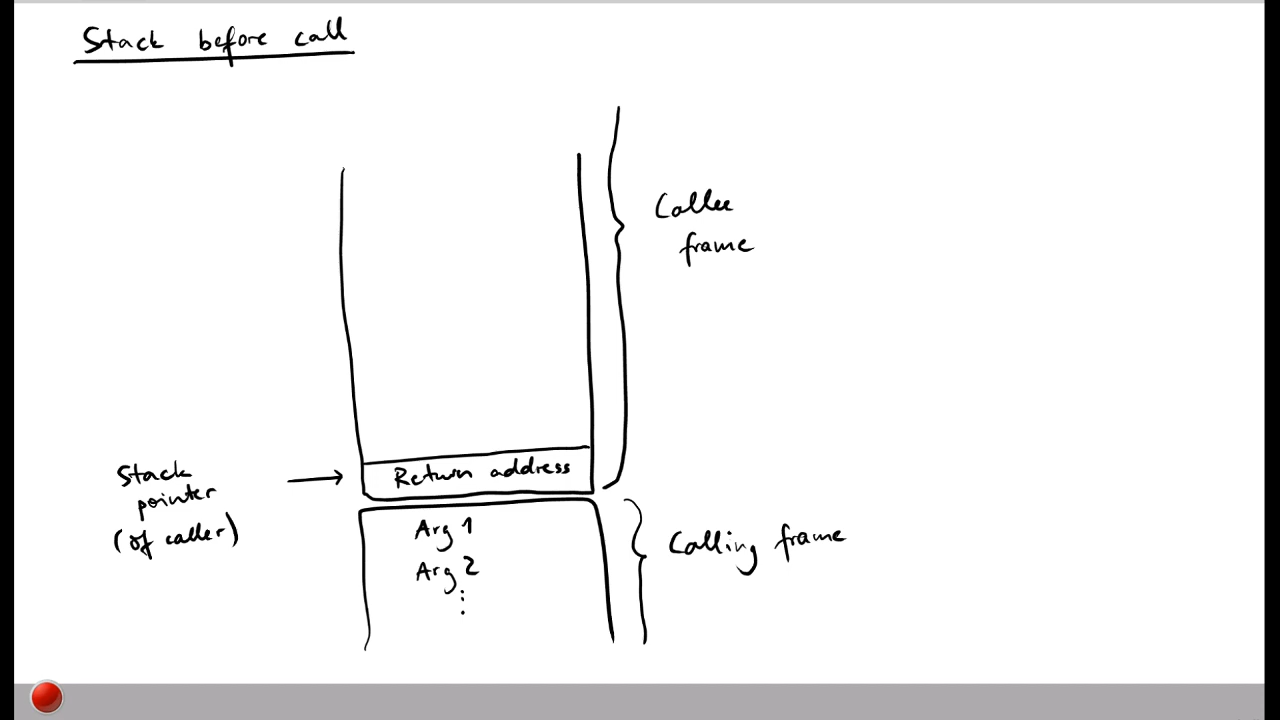 Stack before call
Callee
frame
Stack
pointer
(of caller)
Return address
Arg 1
Arg 2
⋮
Calling frame